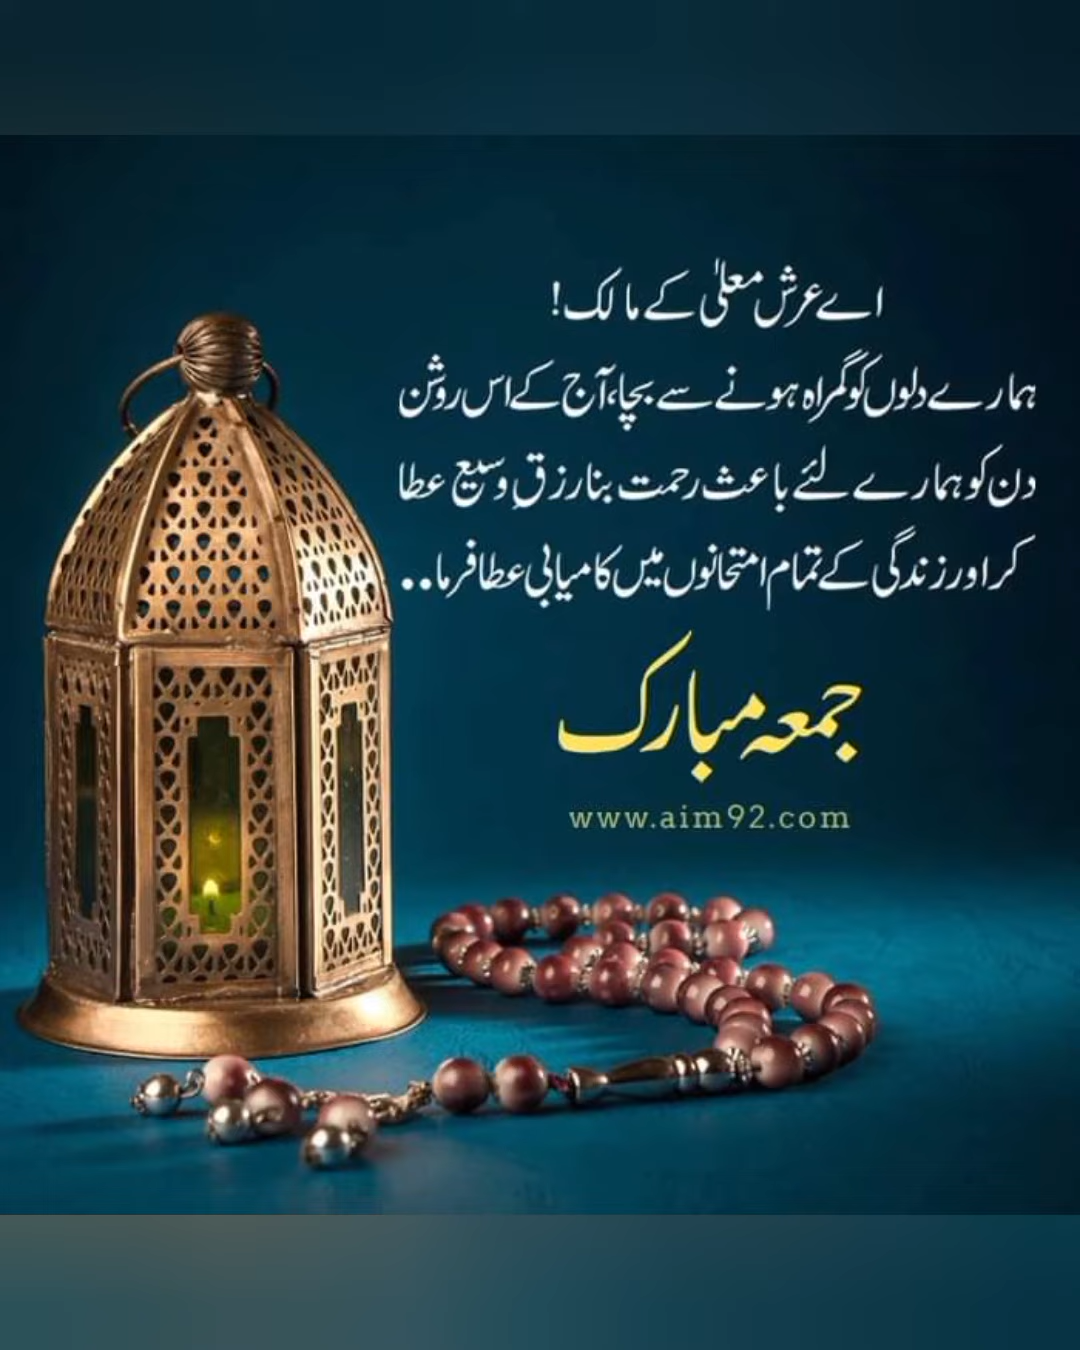 اے عرش معلیٰ کے مالک!
ہمارے دلوں کو گمراہ ہونے سے بچا، آج کے اس روشن
دن کو ہمارے لئے باعث رحمت بنا رزقِ وسیع عطا
کر اور زندگی کے تمام امتحانوں میں کامیابی عطا فرما..
جمعہ مبارک
www.aim92.com